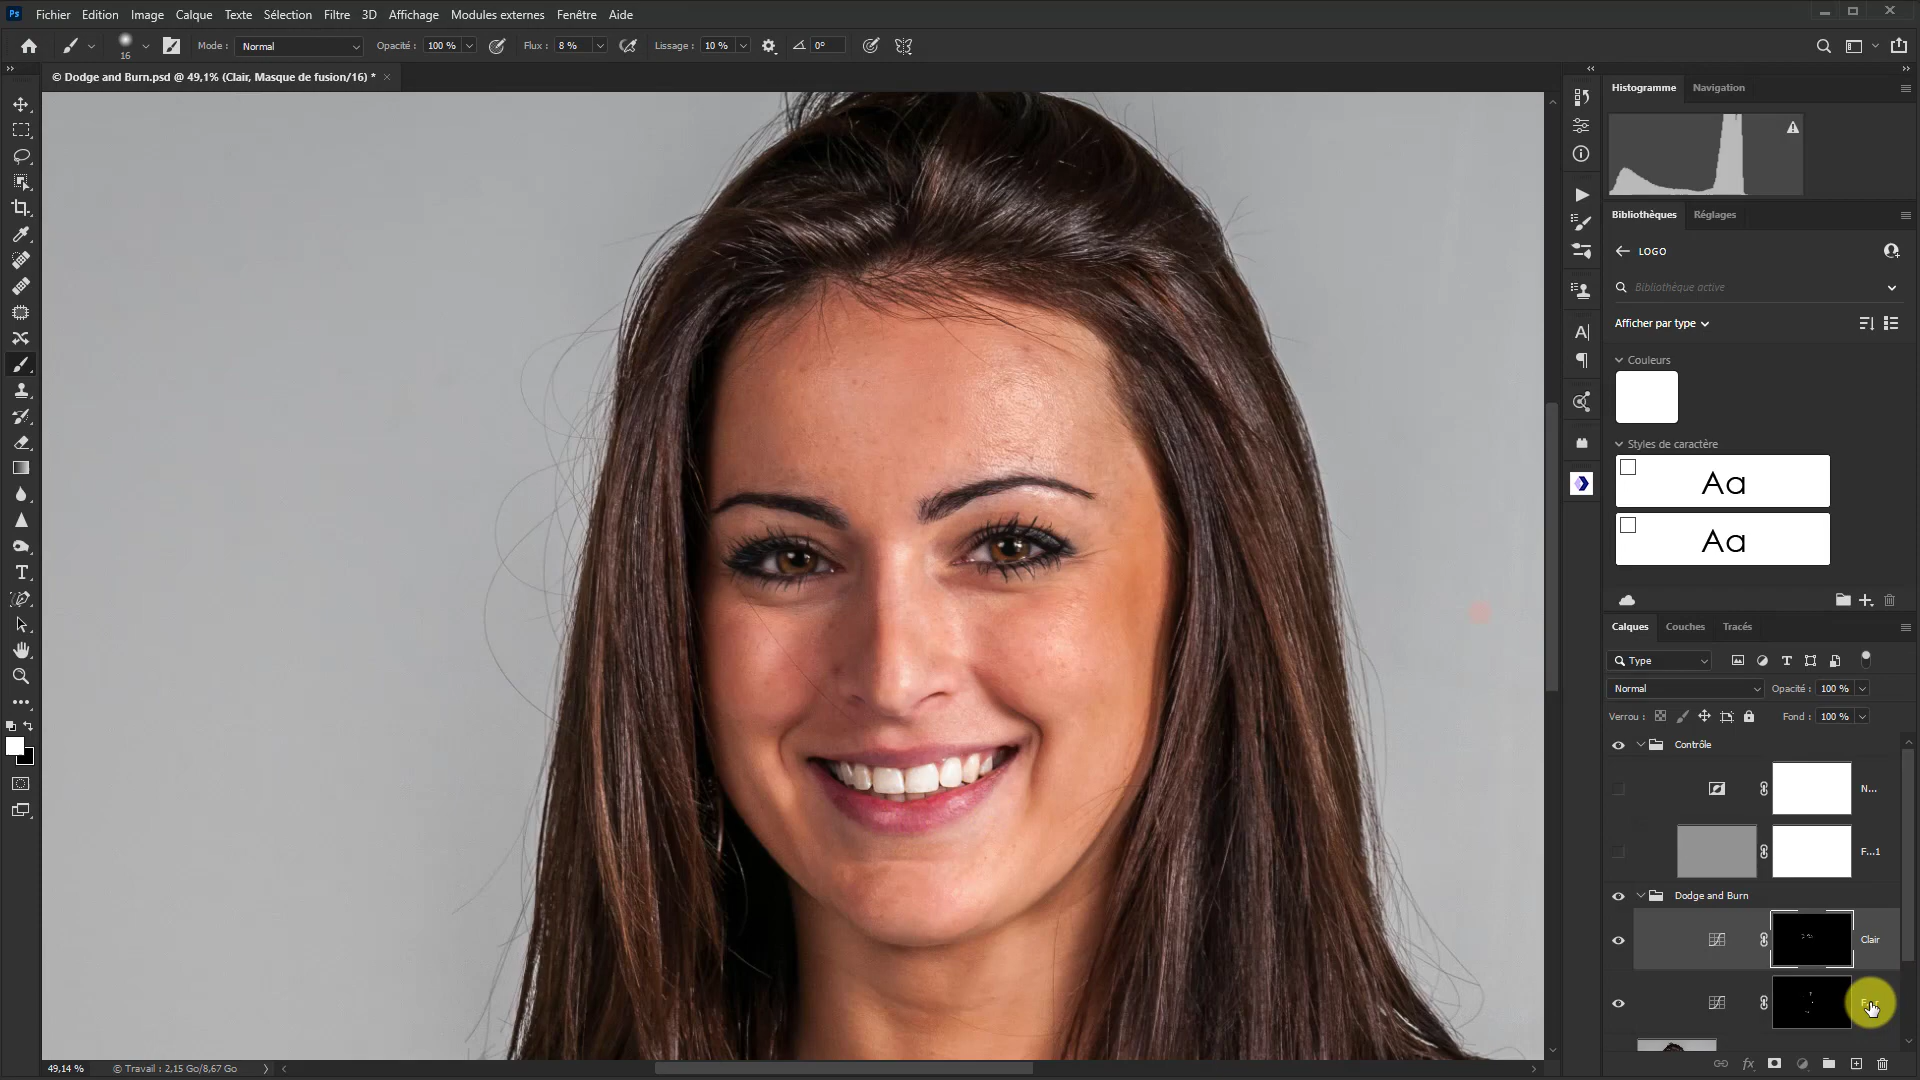 Fichier Edition Image Calque Texte Sélection Filtre 3D Affichage Modules externes Fenêtre Aide
16 Mode : Normal Opacité : 100 % Flux : 8 % Lissage : 10 % 0°
© Dodge and Burn.psd @ 49,1% (Clair, Masque de fusion/16) *
Histogramme Navigation
Bibliothèques Réglages
LOGO
Bibliothèque active
Afficher par type
Couleurs
Styles de caractère
Aa
Aa
Calques Couches Tracés
Type
Normal Opacité : 100 %
Verrou : Fond : 100 %
Contrôle
N...
F...1
Dodge and Burn
Clair
49,14 % © Travail : 2,15 Go/8,67 Go